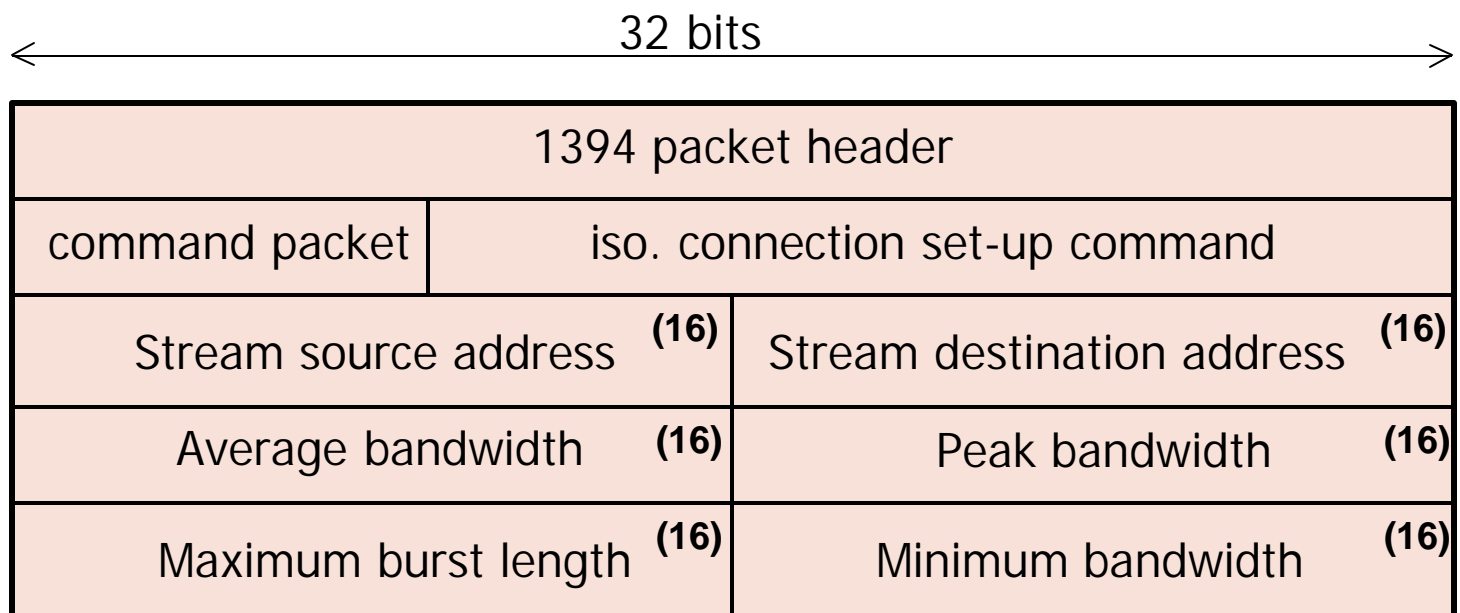 32 bits
1394 packet header
command packet iso. connection set-up command
Stream source address (16) Stream destination address (16)
Average bandwidth (16) Peak bandwidth (16)
Maximum burst length (16) Minimum bandwidth (16)